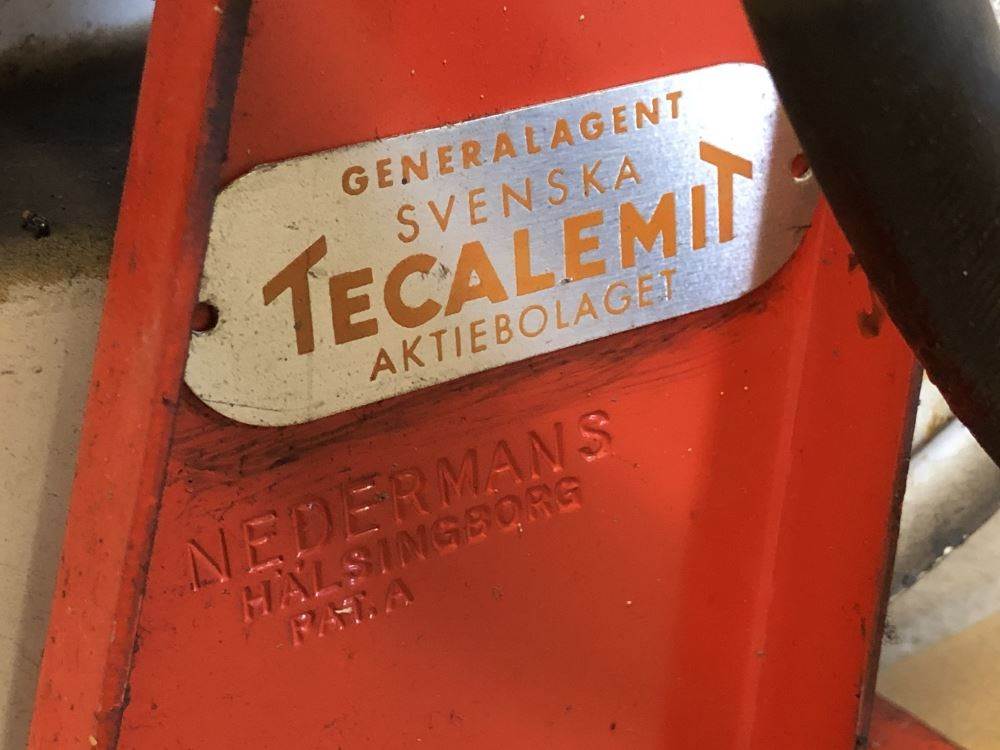 GENERALAGENT
SVENSKA
TECALEMIT
AKTIEBOLAGET
NEDERMANS
HÄLSINGBORG
PAT. A